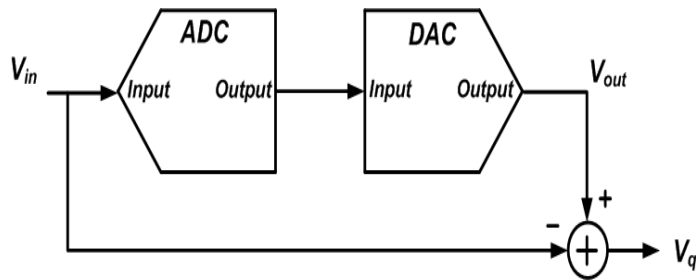 ADC
DAC
V_in
Input
Output
Input
Output
V_out
+
−
+
V_q